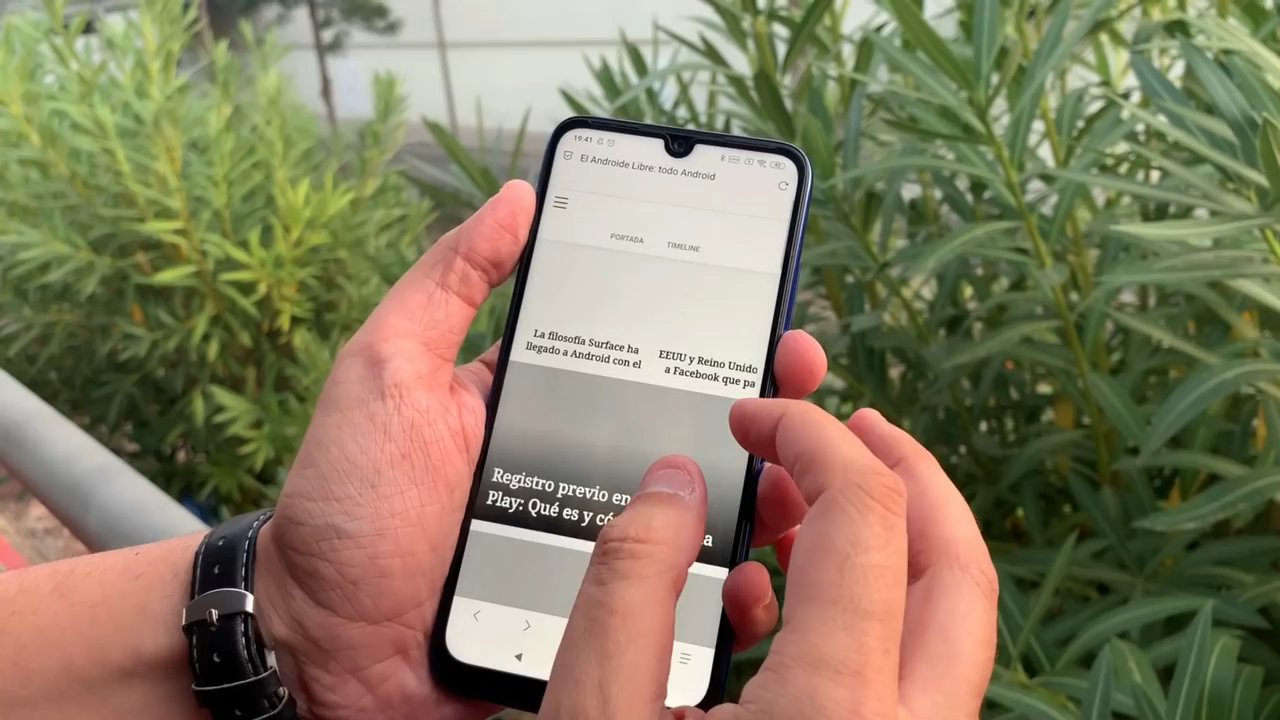 19:41
El Androide Libre: todo Android
PORTADA
TIMELINE
La filosofía Surface ha
llegado a Android con el
EEUU y Reino Unido
a Facebook que pa
Registro previo en
Play: Qué es y có
a